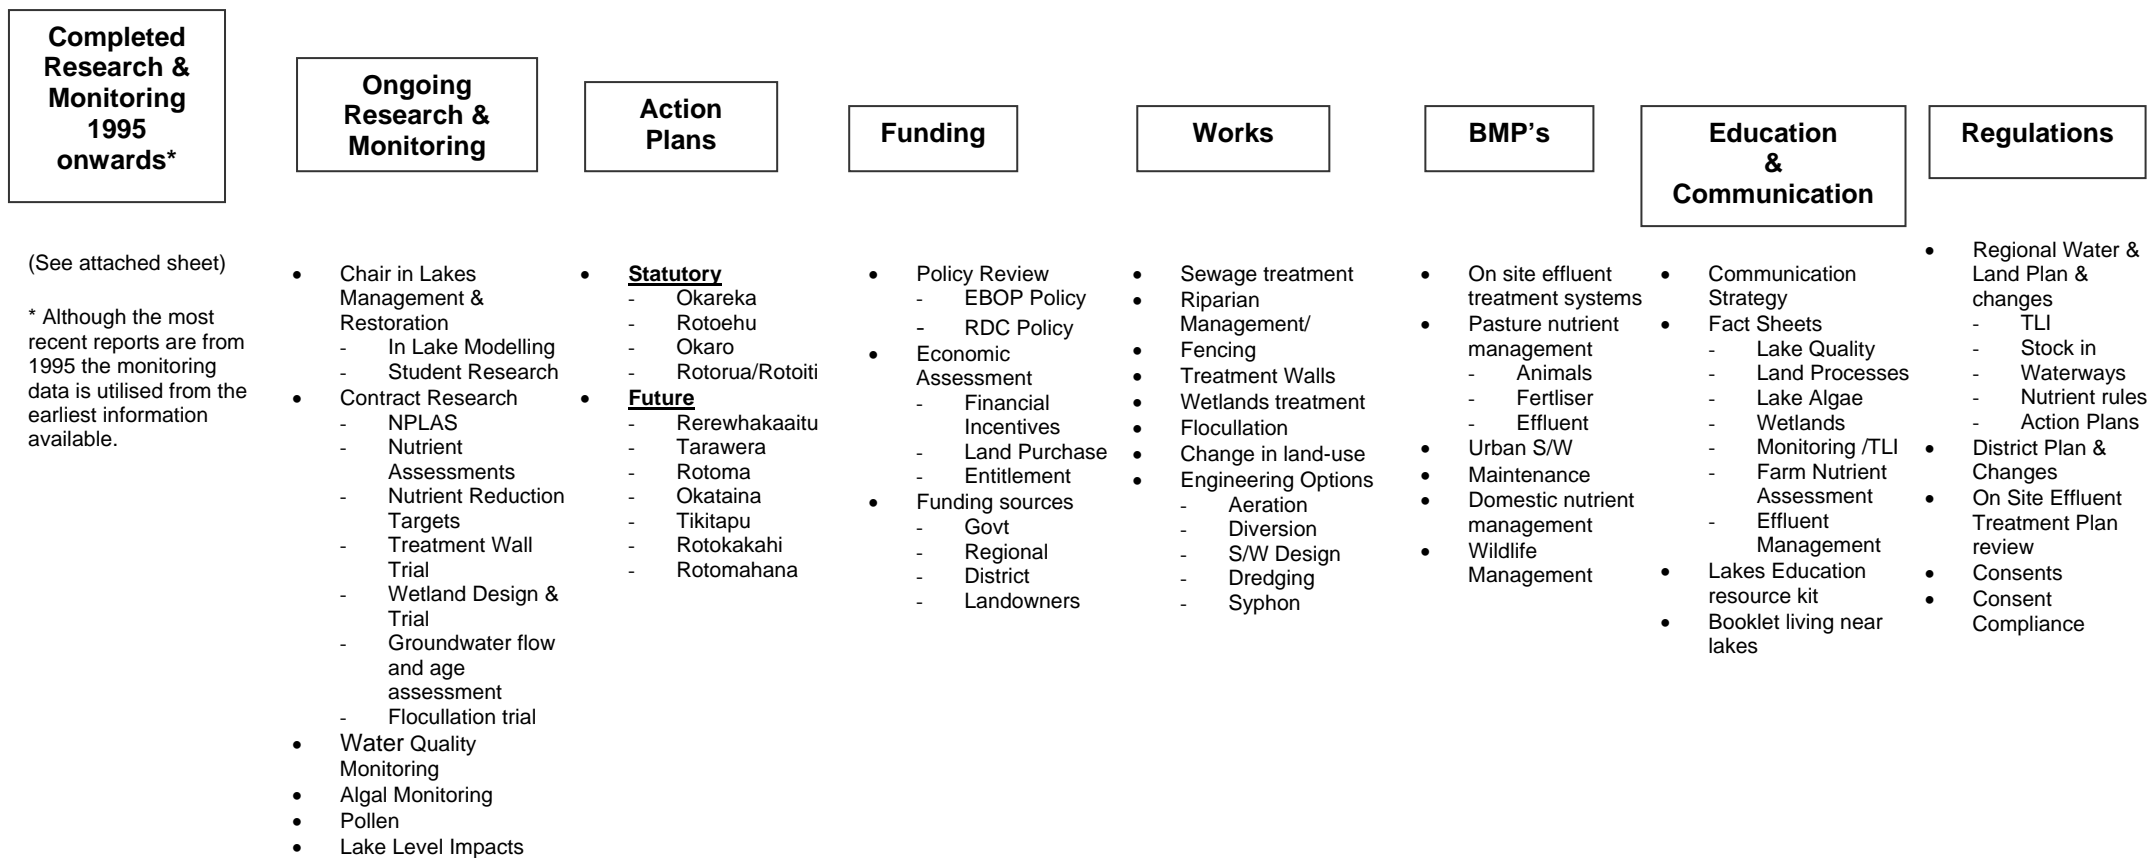 Completed
Research &
Monitoring
1995
onwards*
(See attached sheet)
* Although the most
recent reports are from
1995 the monitoring
data is utilised from the
earliest information
available.
Ongoing
Research &
Monitoring
• Chair in Lakes
Management &
Restoration
- In Lake Modelling
- Student Research
• Contract Research
- NPLAS
- Nutrient
Assessments
- Nutrient Reduction
Targets
- Treatment Wall
Trial
- Wetland Design &
Trial
- Groundwater flow
and age
assessment
- Flocullation trial
• Water Quality
Monitoring
• Algal Monitoring
• Pollen
• Lake Level Impacts
Action
Plans
• Statutory
- Okareka
- Rotoehu
- Okaro
- Rotorua/Rotoiti
• Future
- Rerewhakaaitu
- Tarawera
- Rotoma
- Okataina
- Tikitapu
- Rotokakahi
- Rotomahana
Funding
• Policy Review
- EBOP Policy
- RDC Policy
• Economic
Assessment
- Financial
Incentives
- Land Purchase
- Entitlement
• Funding sources
- Govt
- Regional
- District
- Landowners
Works
• Sewage treatment
• Riparian
Management/
• Fencing
• Treatment Walls
• Wetlands treatment
• Flocullation
• Change in land-use
• Engineering Options
- Aeration
- Diversion
- S/W Design
- Dredging
- Syphon
BMP’s
• On site effluent
treatment systems
• Pasture nutrient
management
- Animals
- Fertliser
- Effluent
• Urban S/W
• Maintenance
• Domestic nutrient
management
• Wildlife
Management
Education
&
Communication
• Communication
Strategy
• Fact Sheets
- Lake Quality
- Land Processes
- Lake Algae
- Wetlands
- Monitoring /TLI
- Farm Nutrient
Assessment
- Effluent
Management
• Lakes Education
resource kit
• Booklet living near
lakes
Regulations
• Regional Water &
Land Plan &
changes
- TLI
- Stock in
- Waterways
- Nutrient rules
- Action Plans
• District Plan &
Changes
• On Site Effluent
Treatment Plan
review
• Consents
• Consent
Compliance